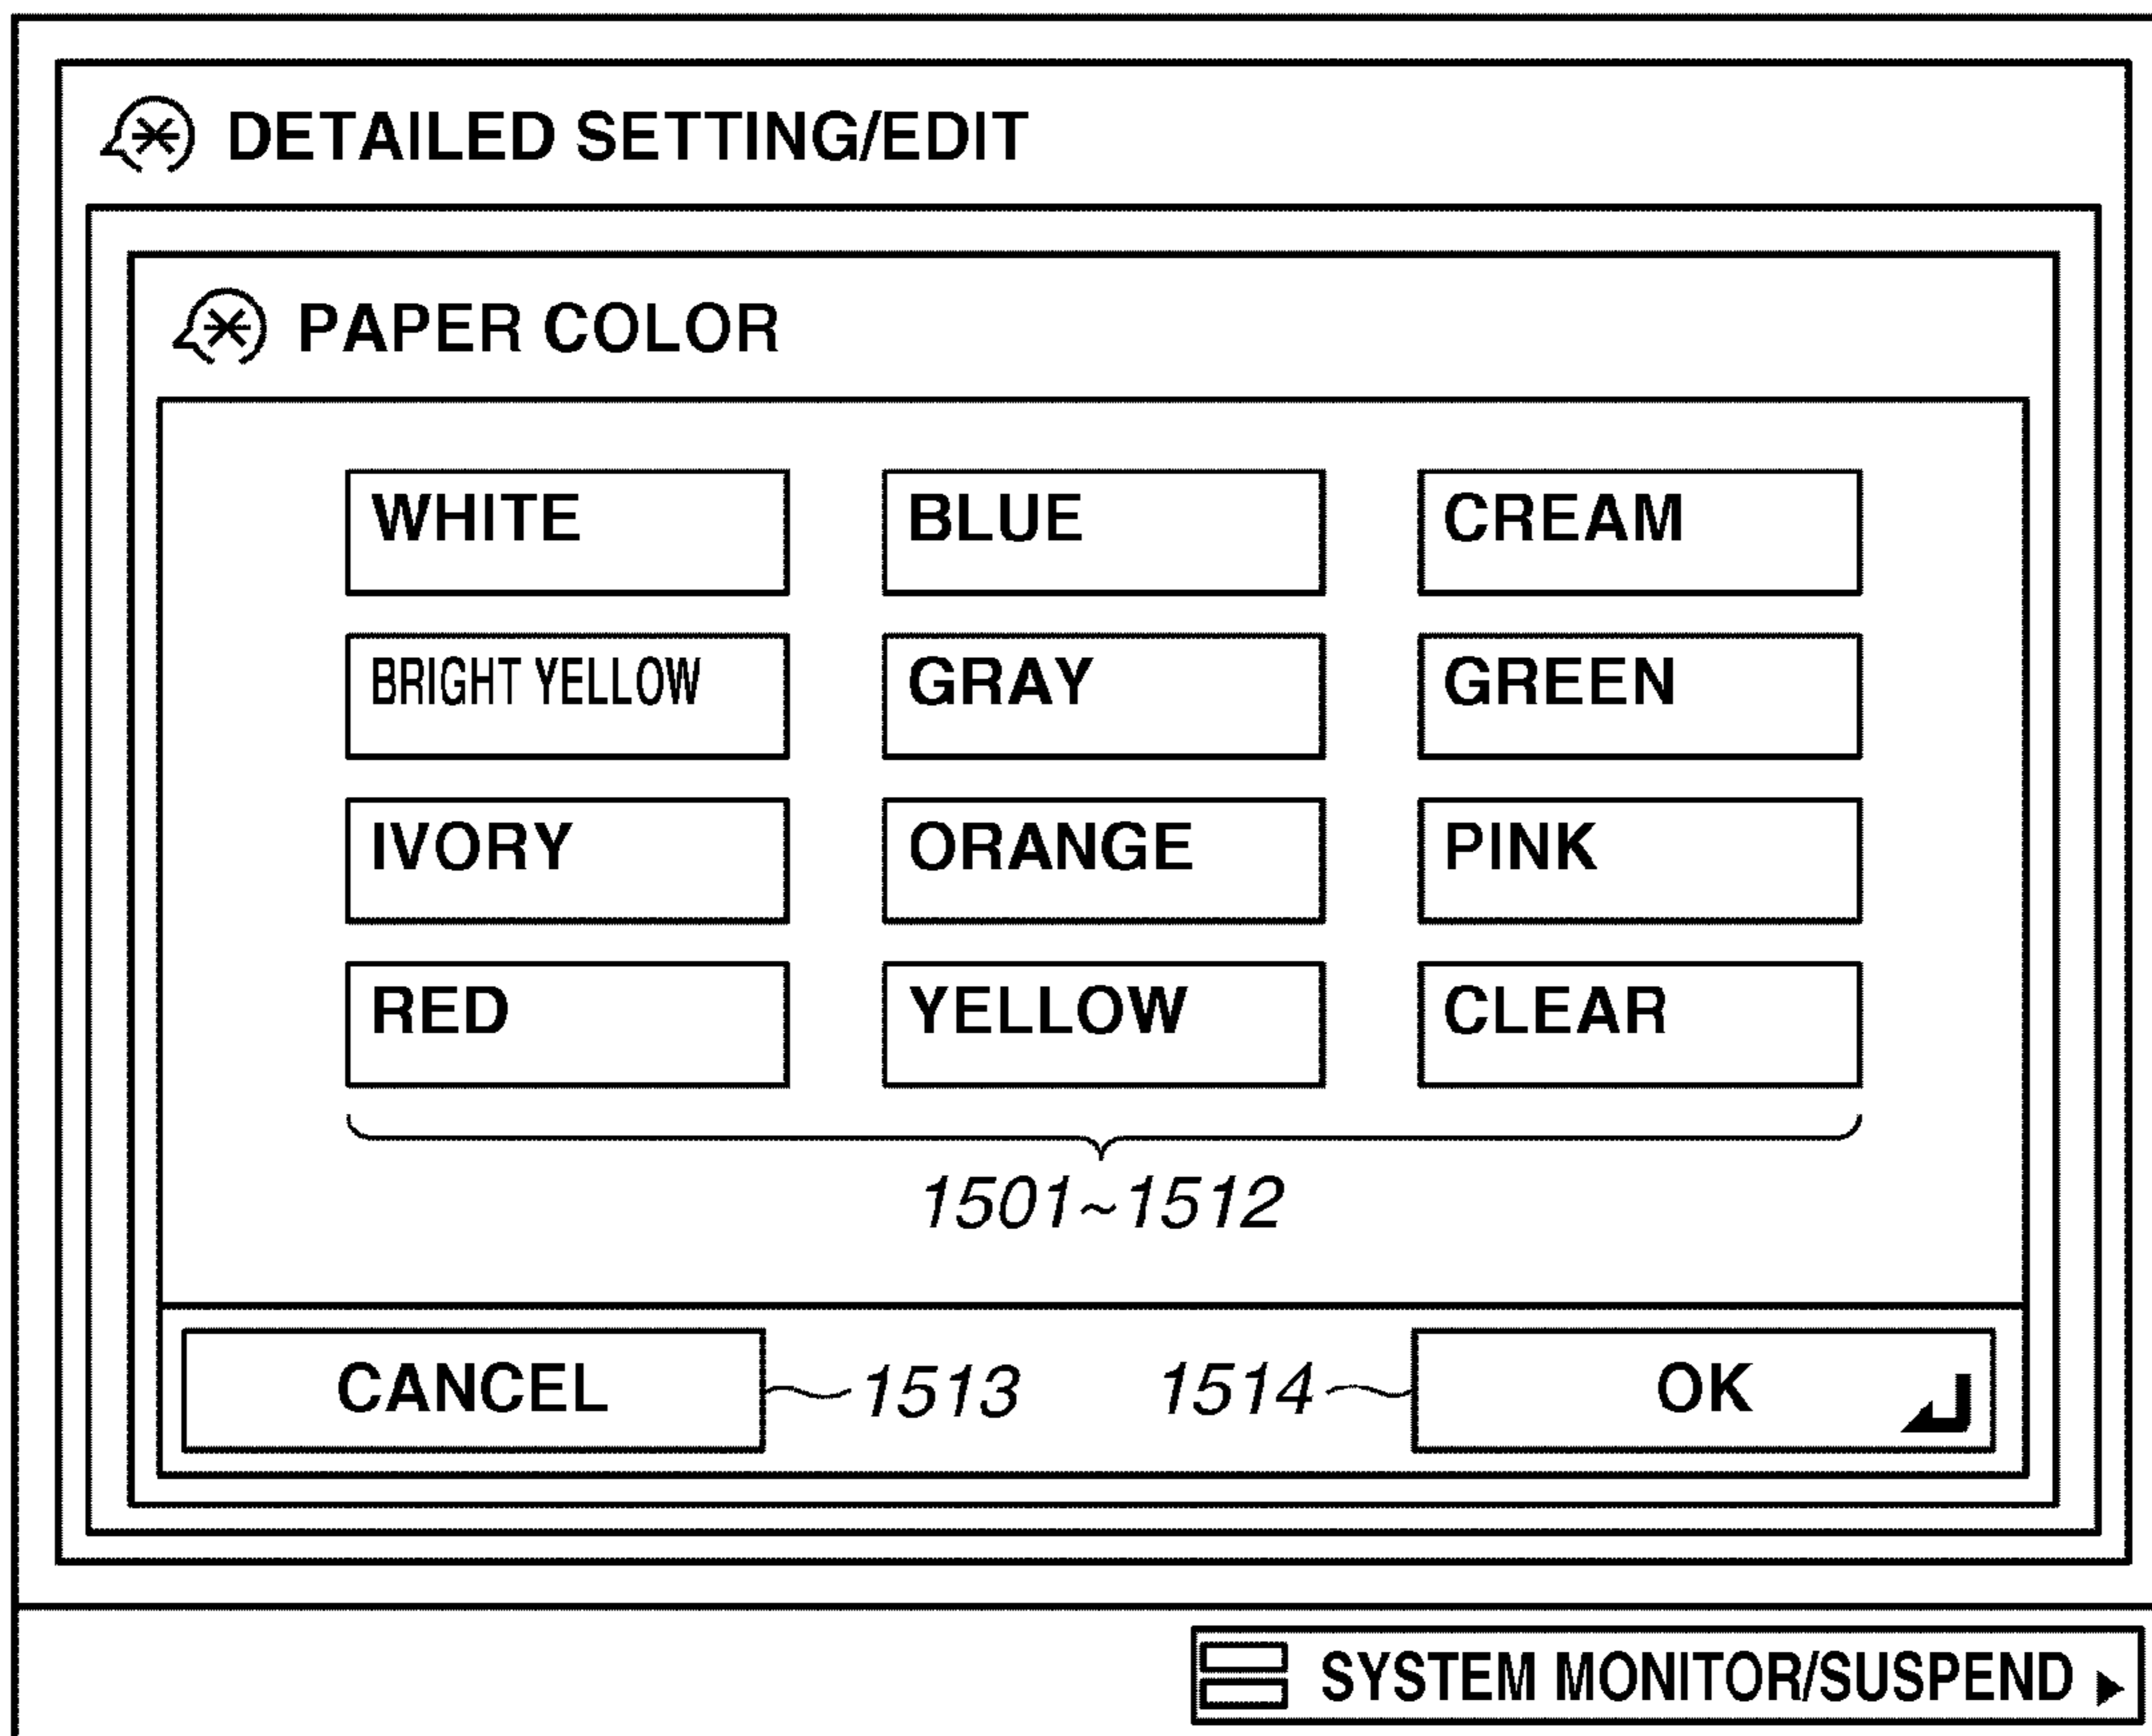 DETAILED SETTING/EDIT
PAPER COLOR
WHITE BLUE CREAM
BRIGHT YELLOW GRAY GREEN
IVORY ORANGE PINK
RED YELLOW CLEAR
1501~1512
CANCEL 1513 1514 OK
SYSTEM MONITOR/SUSPEND